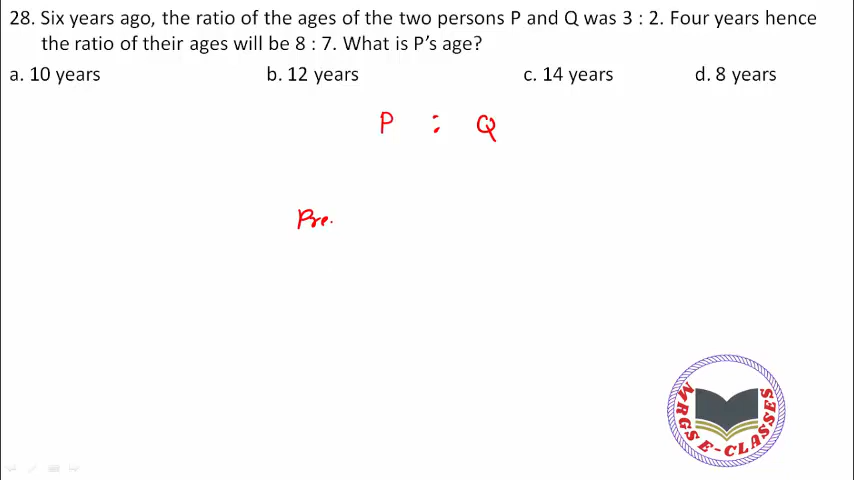 28. Six years ago, the ratio of the ages of the two persons P and Q was 3 : 2. Four years hence
the ratio of their ages will be 8 : 7. What is P’s age?
a. 10 years b. 12 years c. 14 years d. 8 years
P : Q
Pre.
MRGS E-CLASSES